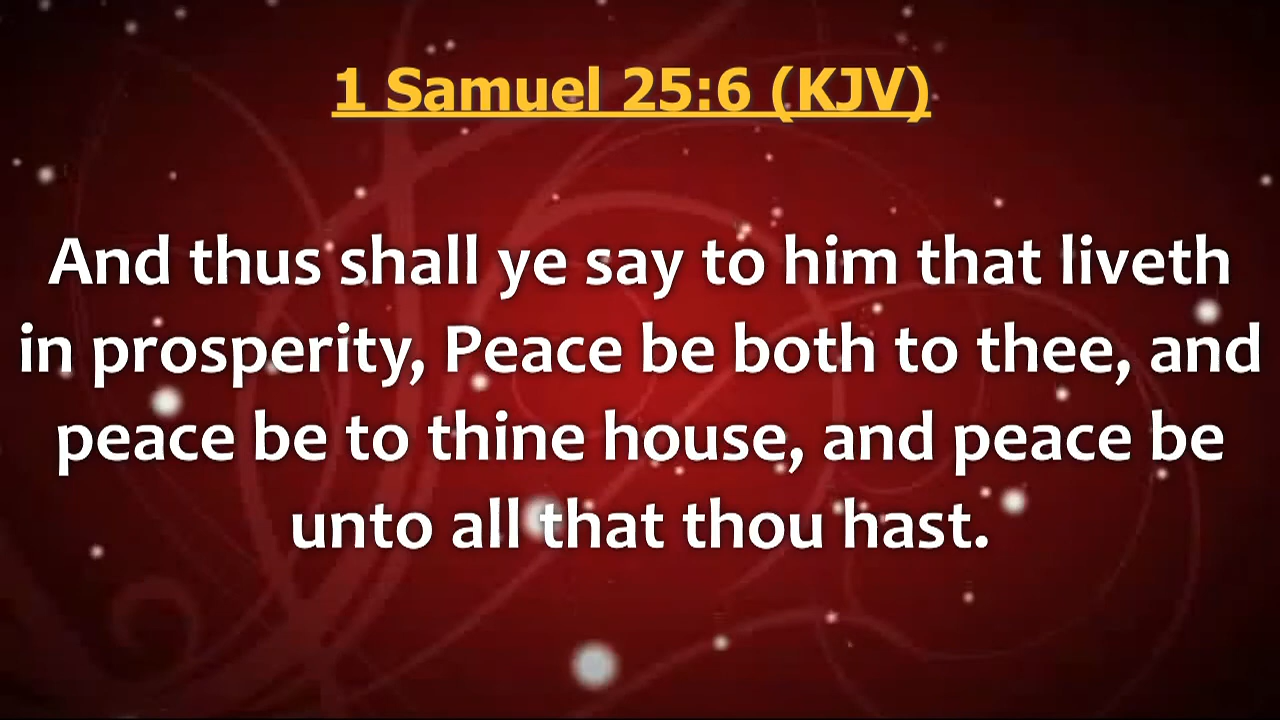 1 Samuel 25:6 (KJV)
And thus shall ye say to him that liveth
in prosperity, Peace be both to thee, and
peace be to thine house, and peace be
unto all that thou hast.